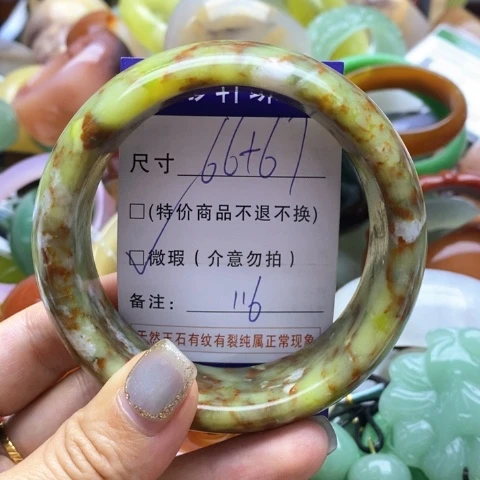 尺寸 66+67
□(特价商品不退不换)
□微瑕(介意勿拍)
备注: 116
天然玉石有纹有裂纯属正常现象